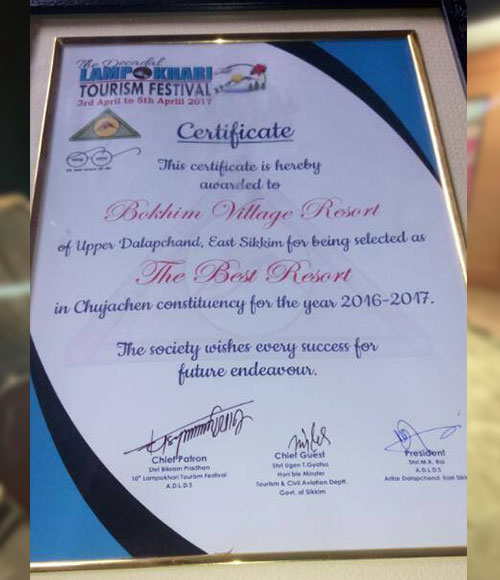 The Decadal
LAMPOKHARI
TOURISM FESTIVAL
3rd April to 5th April 2017
Certificate
This certificate is hereby
awarded to
Bokhim Village Resort
of Upper Dalapchand, East Sikkim for being selected as
The Best Resort
in Chujachen constituency for the year 2016-2017.
The society wishes every success for
future endeavour.
Chief Patron
Shri Bikram Pradhan
10th Lampokhari Tourism Festival
A.D.L.D.S
Chief Guest
Shri Ugen T.Gyatso
Hon'ble Minster
Tourism & Civil Aviation Deptt.
Govt. of Sikkim
President
Shri M.K. Rai
A.D.L.D.S
Aritar Dalapchand, East Sikk